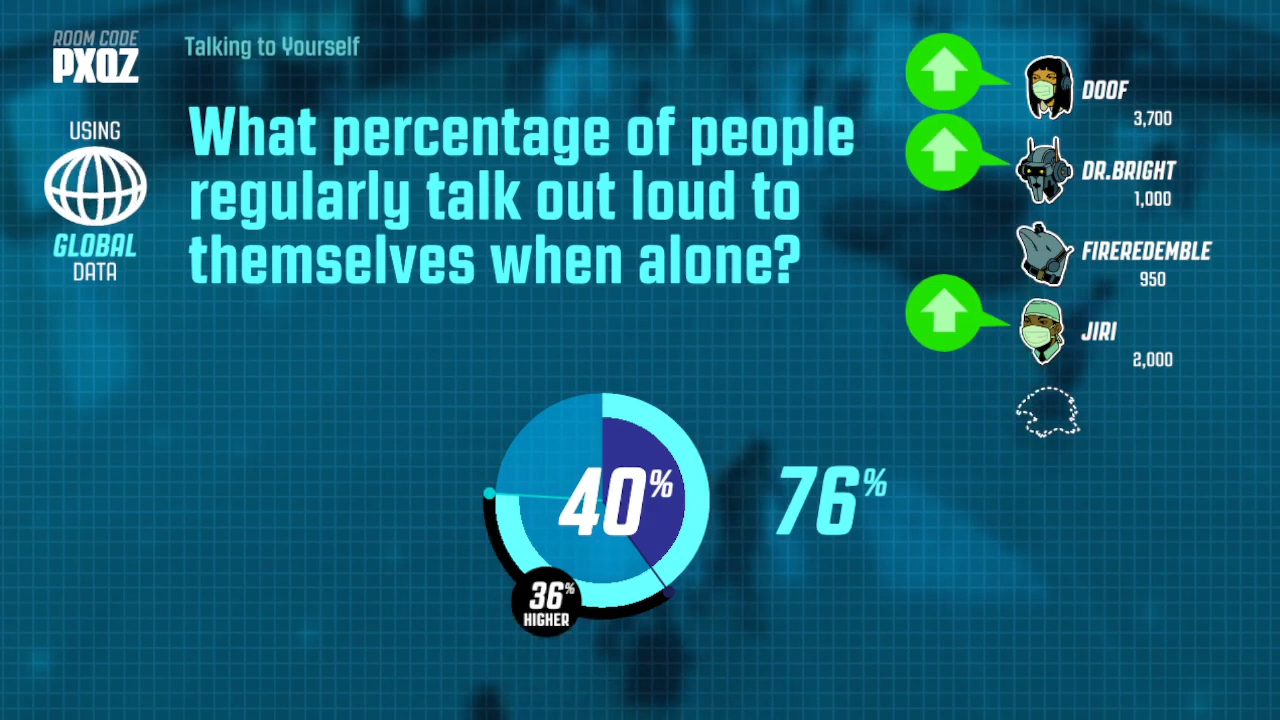 ROOM CODE
PXQZ
USING
GLOBAL
DATA
Talking to Yourself
What percentage of people
regularly talk out loud to
themselves when alone?
DOOF
3,700
DR.BRIGHT
1,000
FIREREDEMBLE
950
JIRI
2,000
40%
76%
36%
HIGHER